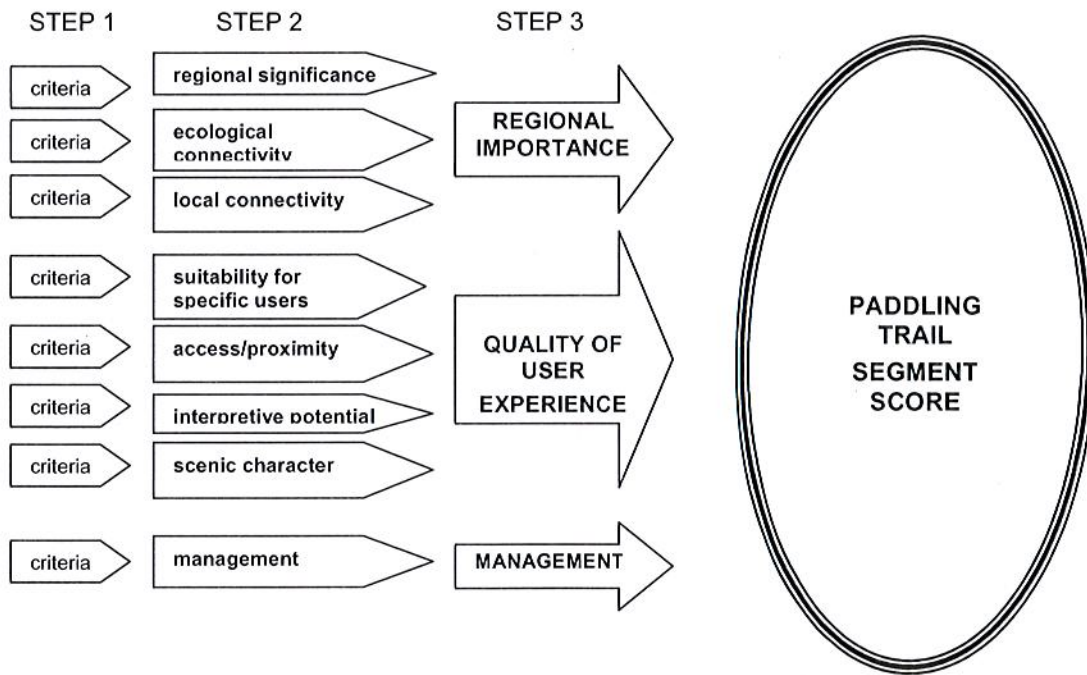 STEP 1
STEP 2
STEP 3
criteria
regional significance
criteria
ecological
connectivity
criteria
local connectivity
REGIONAL
IMPORTANCE
criteria
suitability for
specific users
criteria
access/proximity
criteria
interpretive potential
criteria
scenic character
QUALITY OF
USER
EXPERIENCE
criteria
management
MANAGEMENT
PADDLING
TRAIL
SEGMENT
SCORE